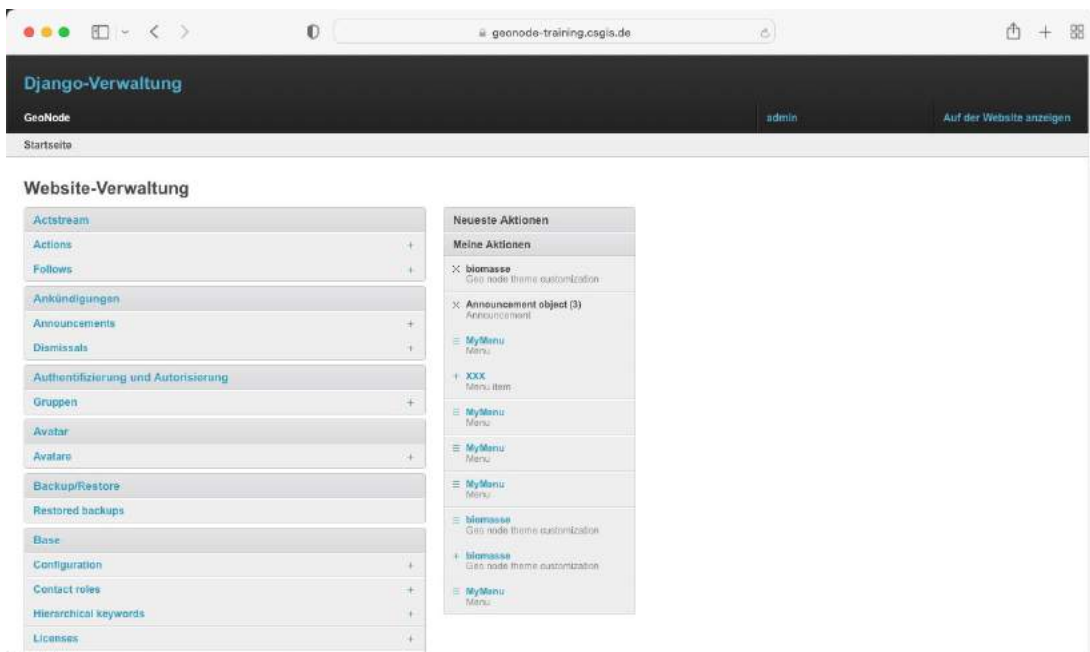 geonode-training.csgis.de
Django-Verwaltung
GeoNode
admin
Auf der Website anzeigen
Startseite
Website-Verwaltung
Actstream
Actions +
Follows +
Ankündigungen
Announcements +
Dismissals +
Authentifizierung und Autorisierung
Gruppen +
Avatar
Avatare +
Backup/Restore
Restored backups
Base
Configuration +
Contact roles +
Hierarchical keywords +
Licenses +
Neueste Aktionen
Meine Aktionen
biomasse
Geo node theme customization
Announcement object (3)
Announcement
MyMenu
Menu
+ XXX
Menu item
MyMenu
Menu
MyMenu
Menu
MyMenu
Menu
biomasse
Geo node theme customization
+ biomasse
Geo node theme customization
MyMenu
Menu